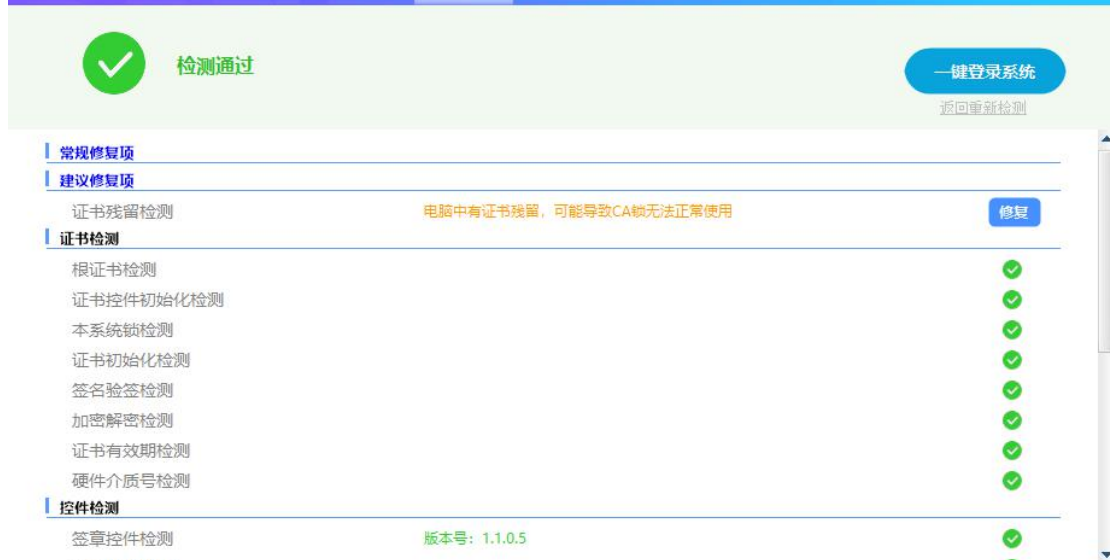 检测通过
一键登录系统
返回重新检测
常规修复项
建议修复项
证书残留检测 电脑中有证书残留，可能导致CA锁无法正常使用 修复
证书检测
根证书检测
证书控件初始化检测
本系统锁检测
证书初始化检测
签名验签检测
加密解密检测
证书有效期检测
硬件介质号检测
控件检测
签章控件检测 版本号：1.1.0.5